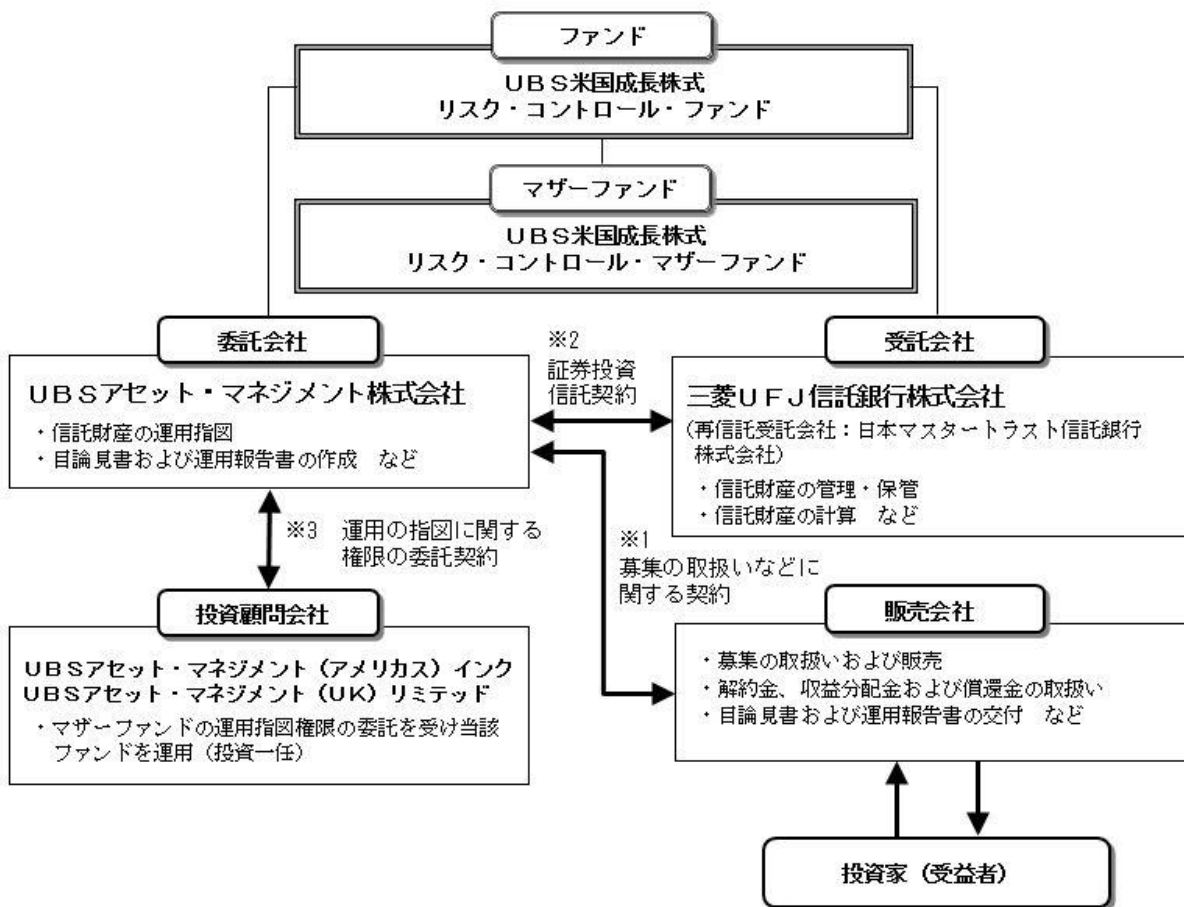 ファンド
UBS米国成長株式
リスク・コントロール・ファンド
マザーファンド
UBS米国成長株式
リスク・コントロール・マザーファンド
委託会社
UBSアセット・マネジメント株式会社
・信託財産の運用指図
・目論見書および運用報告書の作成　など
※2
証券投資
信託契約
受託会社
三菱UFJ信託銀行株式会社
(再信託受託会社：日本マスタートラスト信託銀行
株式会社)
・信託財産の管理・保管
・信託財産の計算　など
※3　運用の指図に関する
権限の委託契約
※1
募集の取扱いなどに
関する契約
投資顧問会社
UBSアセット・マネジメント（アメリカス）インク
UBSアセット・マネジメント（UK）リミテッド
・マザーファンドの運用指図権限の委託を受け当該
ファンドを運用（投資一任）
販売会社
・募集の取扱いおよび販売
・解約金、収益分配金および償還金の取扱い
・目論見書および運用報告書の交付　など
投資家（受益者）